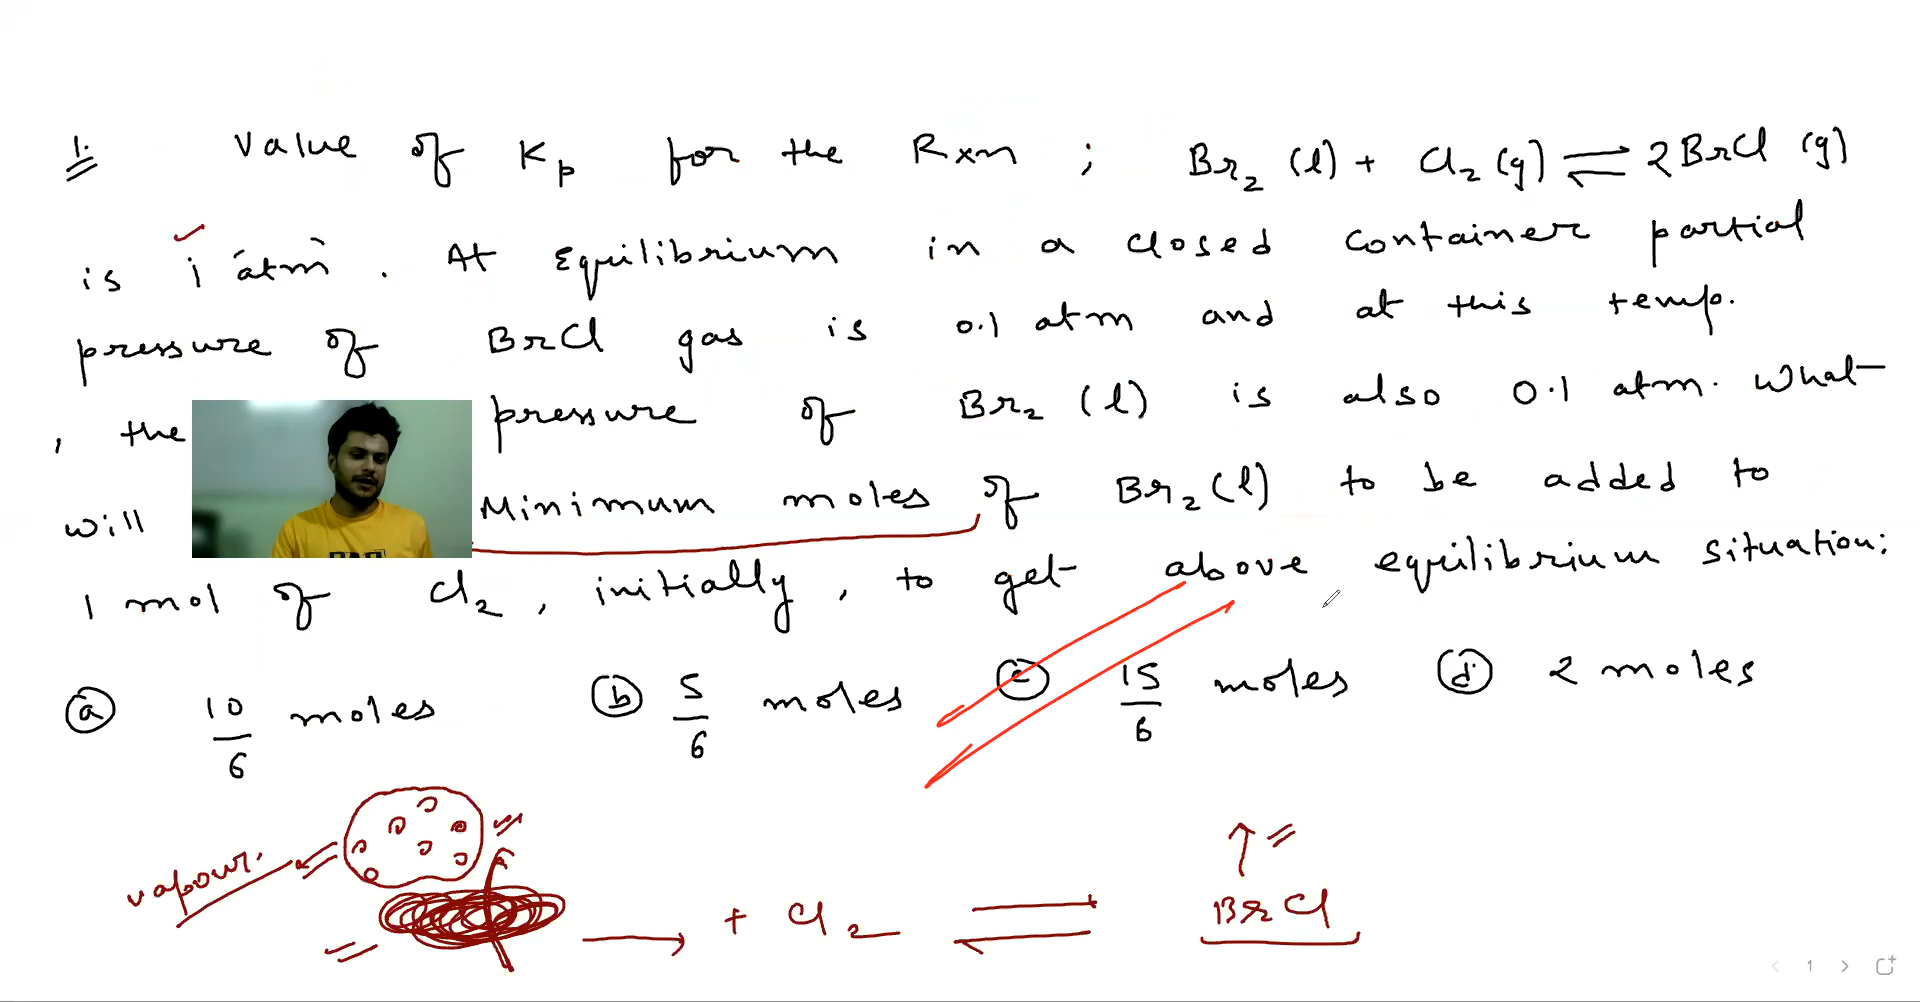 1. Value of Kp for the Rxn ; Br₂ (l) + Cl₂ (g) ⇌ 2BrCl (g)
is 1 atm . At Equilibrium in a closed container partial
pressure of BrCl gas is 0.1 atm and at this temp.
, the pressure of Br₂ (l) is also 0.1 atm. What
will Minimum moles of Br₂ (l) to be added to
1 mol of Cl₂ , initially , to get above equilibrium situation:
(a) 10/6 moles (b) 5/6 moles (c) 15/6 moles (d) 2 moles
vapour.
→ + Cl₂ ⇌ BrCl ↑
1